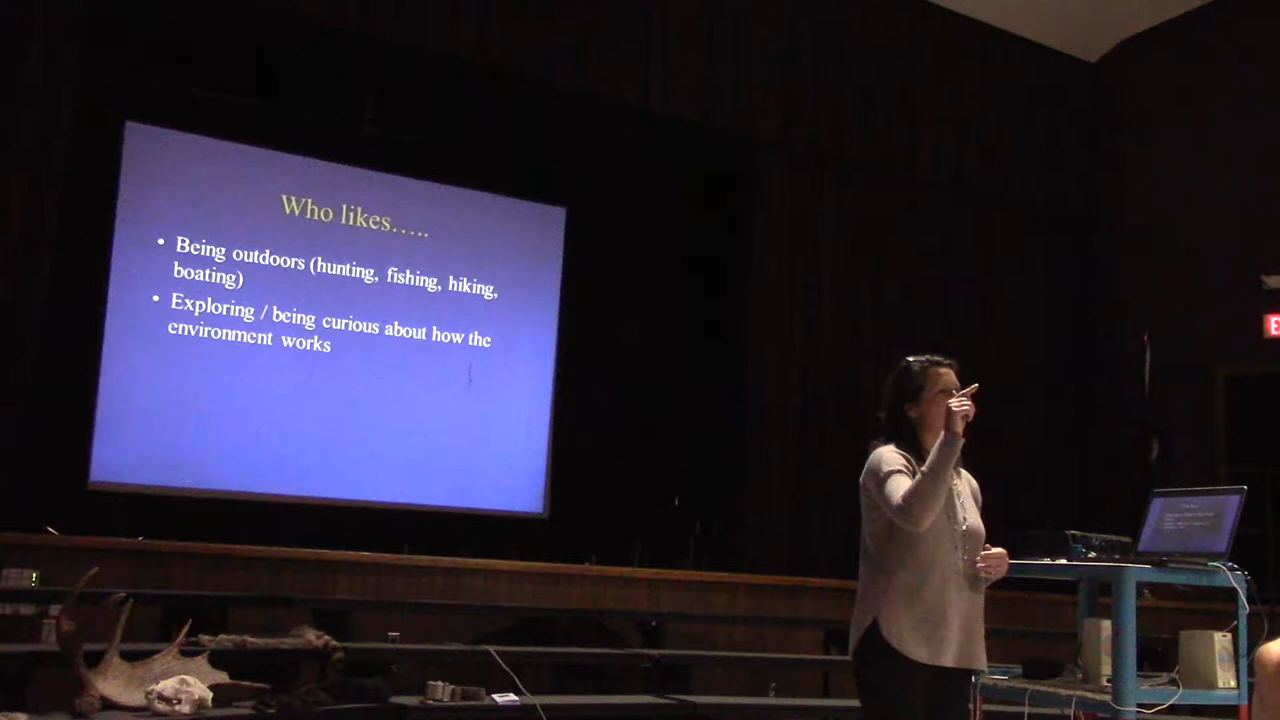 Who likes…..
• Being outdoors (hunting, fishing, hiking,
boating)
• Exploring / being curious about how the
environment works
E